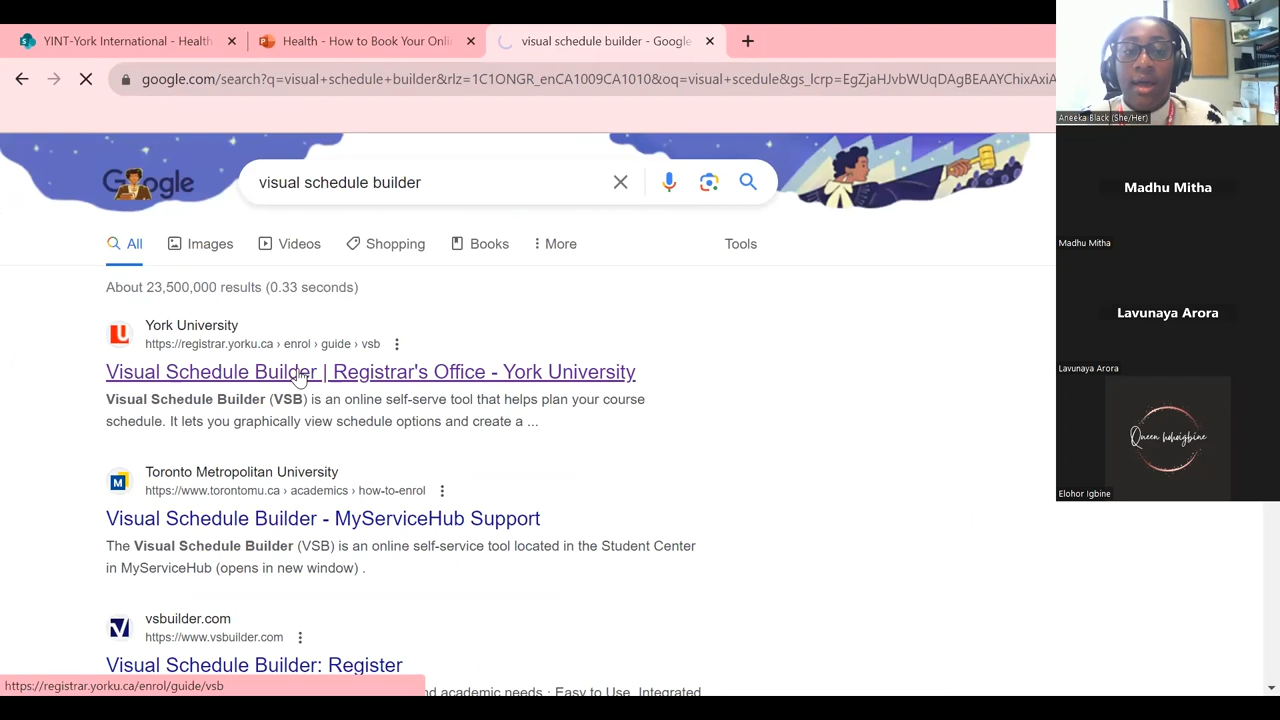 YINT-York International - Health
Health - How to Book Your Onli
visual schedule builder - Google
google.com/search?q=visual+schedule+builder&rlz=1C1ONGR_enCA1009CA1010&oq=visual+scedule&gs_lcrp=EgZjaHJvbWUqDAgBEAAYChixAxiA
Google
visual schedule builder
All
Images
Videos
Shopping
Books
More
Tools
About 23,500,000 results (0.33 seconds)
York University
https://registrar.yorku.ca › enrol › guide › vsb
Visual Schedule Builder | Registrar's Office - York University
Visual Schedule Builder (VSB) is an online self-serve tool that helps plan your course
schedule. It lets you graphically view schedule options and create a ...
Toronto Metropolitan University
https://www.torontomu.ca › academics › how-to-enrol
Visual Schedule Builder - MyServiceHub Support
The Visual Schedule Builder (VSB) is an online self-service tool located in the Student Center
in MyServiceHub (opens in new window) .
vsbuilder.com
https://www.vsbuilder.com
Visual Schedule Builder: Register
nd academic needs · Easy to Use. Integrated
https://registrar.yorku.ca/enrol/guide/vsb
Aneeka Black (She/Her)
Madhu Mitha
Madhu Mitha
Lavunaya Arora
Lavunaya Arora
Elohor Igbine